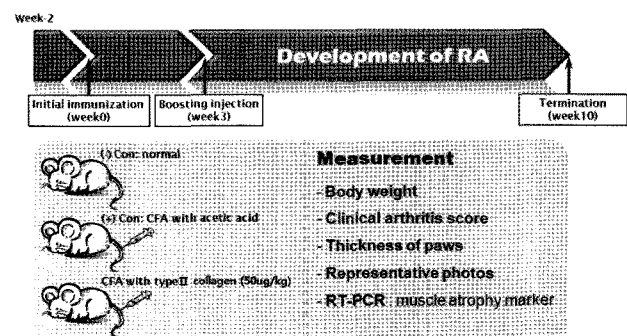 Week-2
Development of RA
Initial immunization
(week0)
Boosting injection
(week3)
Termination
(week10)
(-) Con: normal
(+) Con: CFA with acetic acid
CFA with type II collagen (50ug/kg)
Measurement
- Body weight
- Clinical arthritis score
- Thickness of paws
- Representative photos
- RT-PCR muscle atrophy marker